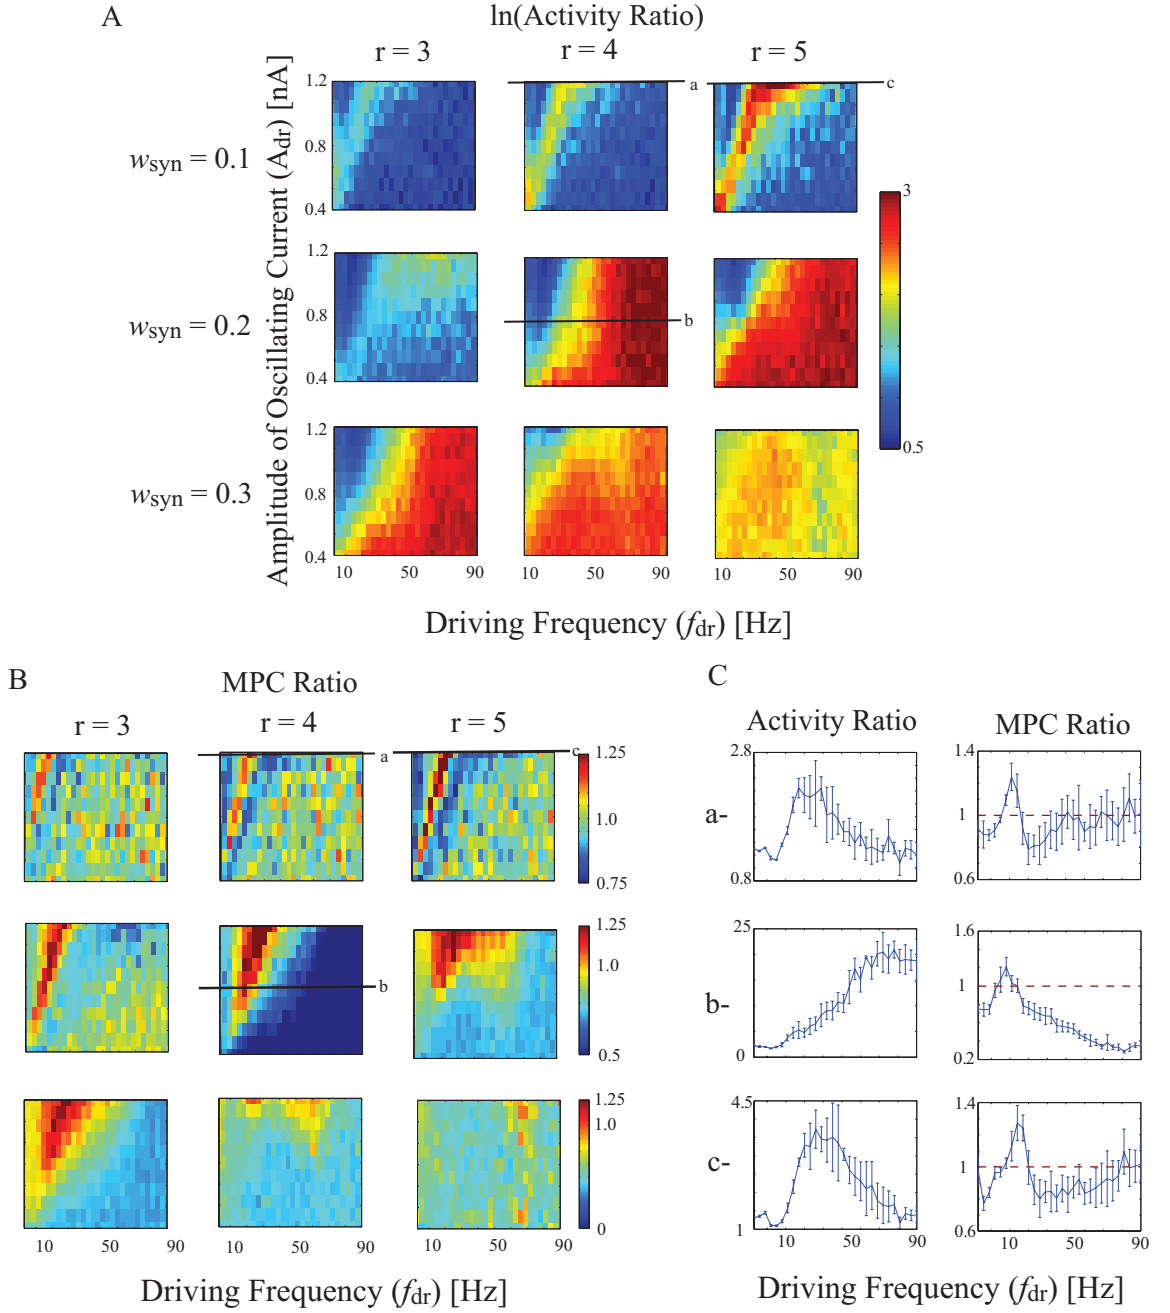 A
ln(Activity Ratio)
r = 3
r = 4
r = 5
Amplitude of Oscillating Current (Adr) [nA]
wsyn = 0.1
1.2
0.8
0.4
a
c
wsyn = 0.2
1.2
0.8
0.4
b
3
0.5
wsyn = 0.3
1.2
0.8
0.4
10 50 90
10 50 90
10 50 90
Driving Frequency (fdr) [Hz]
B
MPC Ratio
r = 3
r = 4
r = 5
a
c
1.25
1.0
0.75
b
1.25
1.0
0.5
1.25
1.0
0
10 90
10 90
10 90
Driving Frequency (fdr) [Hz]
C
Activity Ratio
MPC Ratio
a-
2.8
0.8
1.4
1
0.6
b-
25
0
1.6
1
0.2
c-
4.5
1
1.4
1
0.6
10 50 90
10 50 90
Driving Frequency (fdr) [Hz]